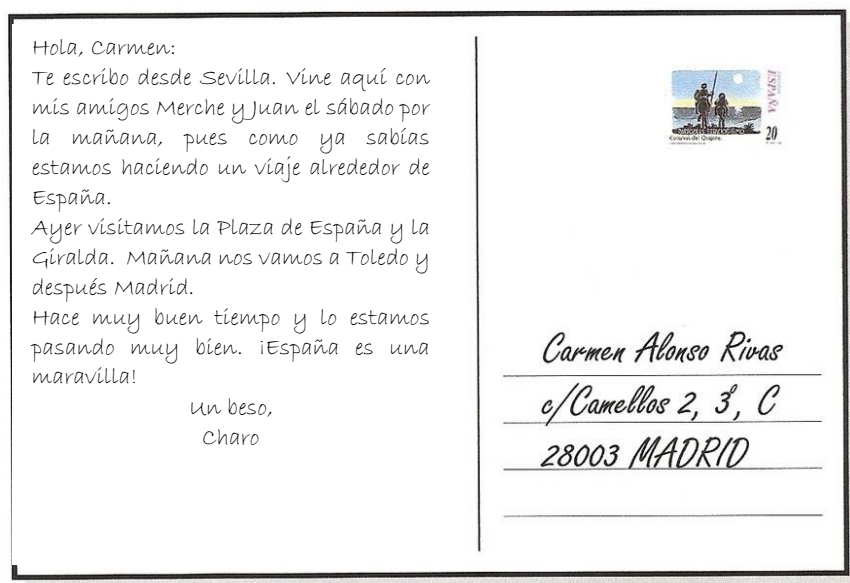 Hola, Carmen:
Te escribo desde Sevilla. Vine aquí con
mis amigos Merche y Juan el sábado por
la mañana, pues como ya sabías
estamos haciendo un viaje alrededor de
España.
Ayer visitamos la Plaza de España y la
Giralda. Mañana nos vamos a Toledo y
después Madrid.
Hace muy buen tiempo y lo estamos
pasando muy bien. ¡España es una
maravilla!
Un beso,
Charo
ESPAÑA
20
Carmen Alonso Rivas
c/Camellos 2, 3º, C
28003 MADRID